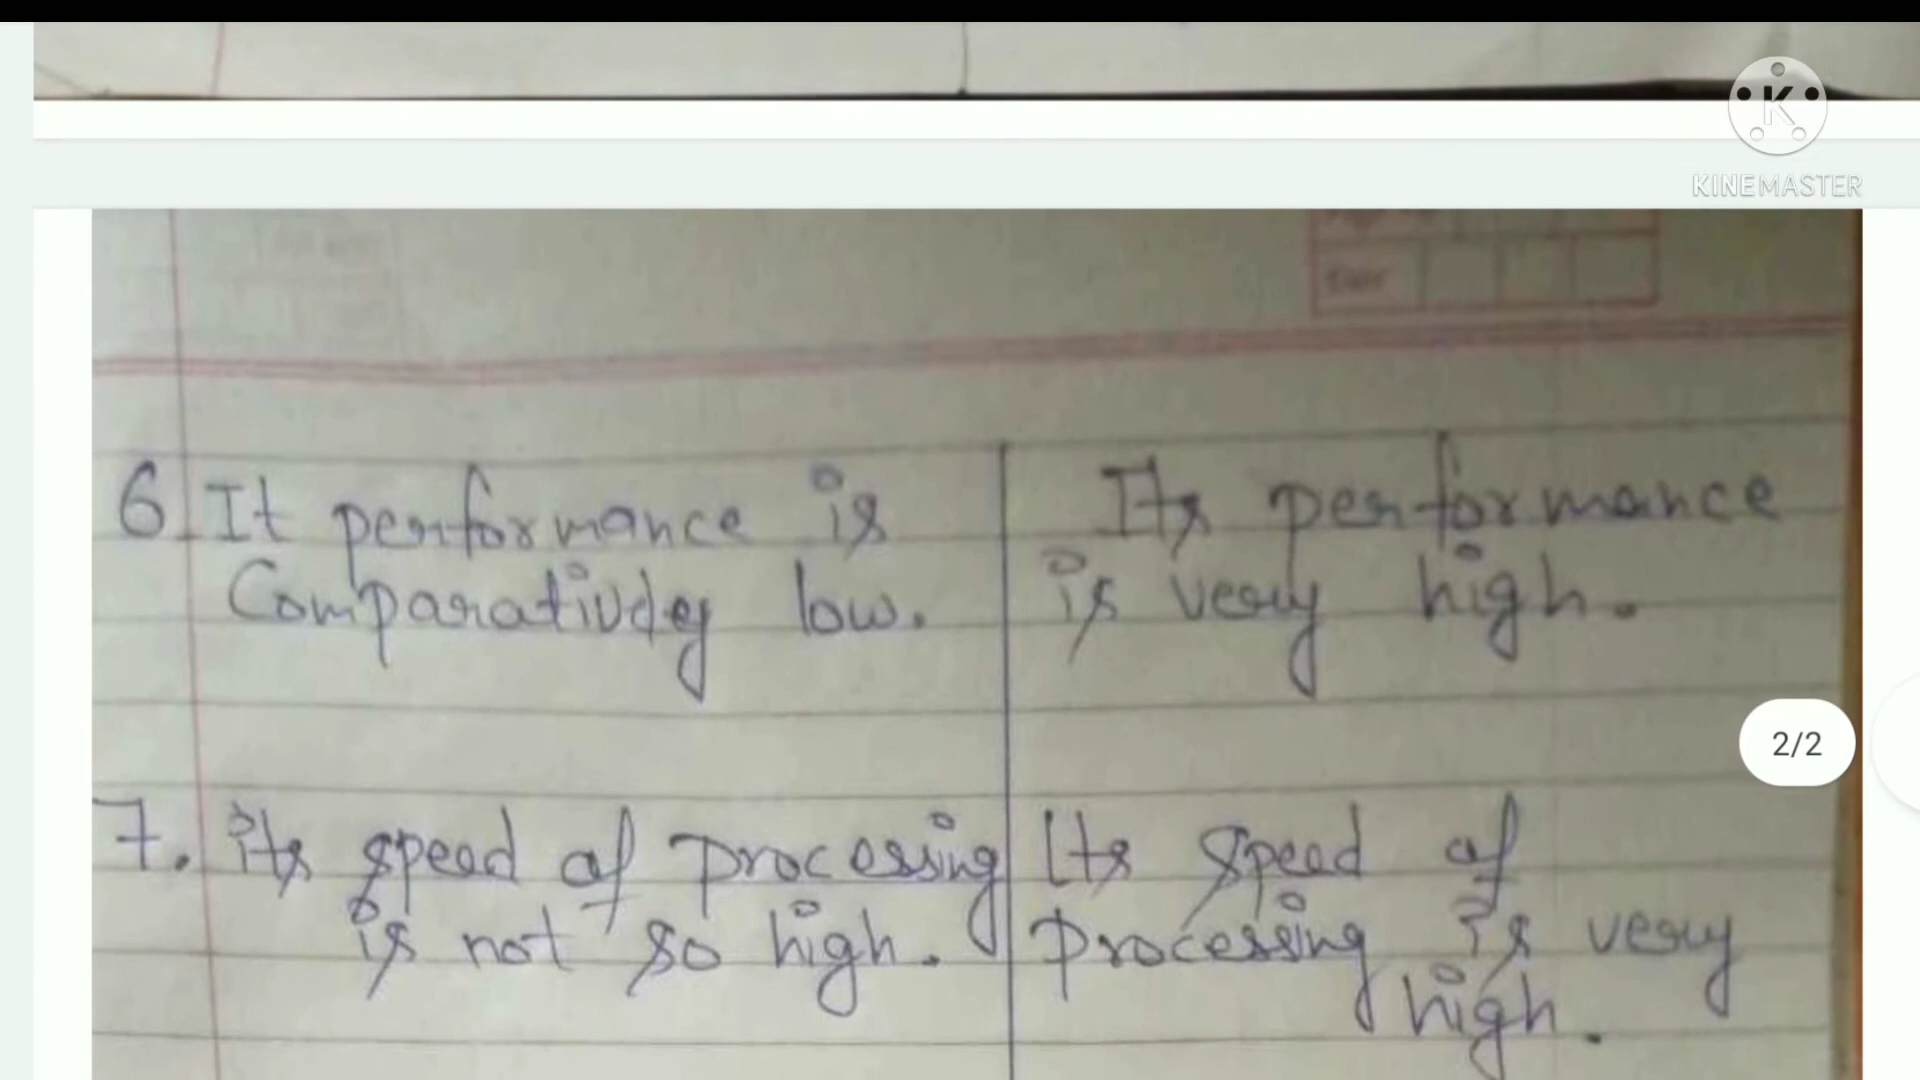 KINEMASTER
6. It performance is
Comparatively low.
Its performance
is very high.
2/2
7. its speed of processing
is not so high.
Its speed of
processing is very
high.